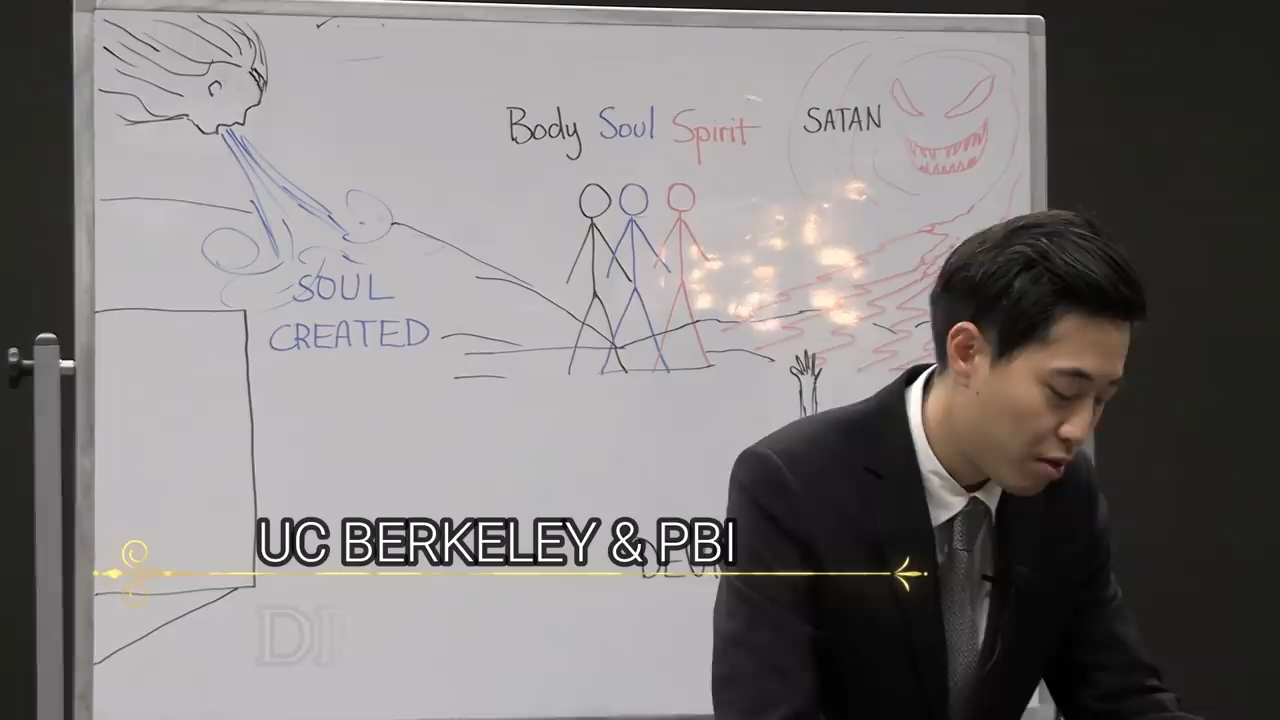 Body Soul Spirit
SATAN
SOUL
CREATED
UC BERKELEY & PBI